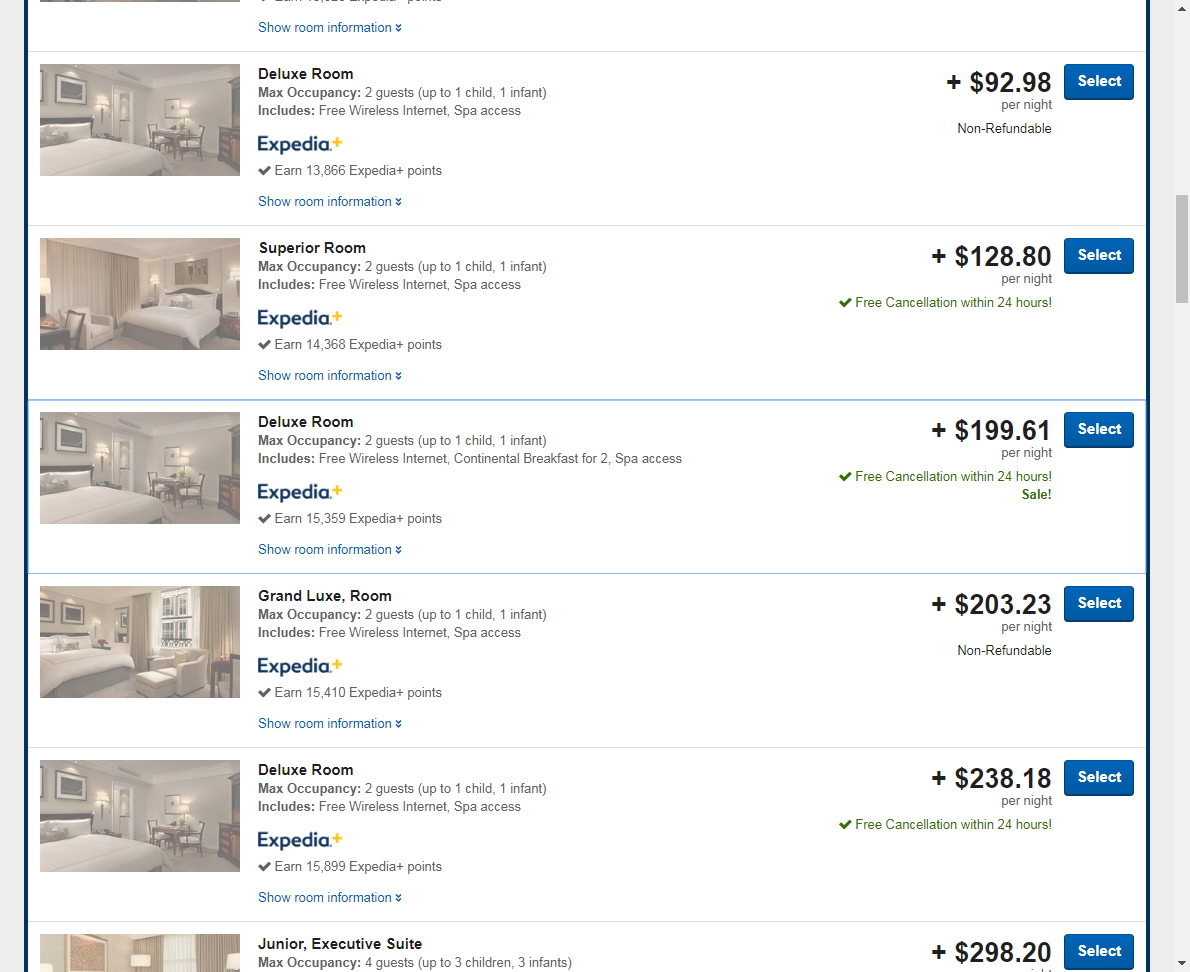 Show room information
Deluxe Room
Max Occupancy: 2 guests (up to 1 child, 1 infant)
Includes: Free Wireless Internet, Spa access
Expedia+
Earn 13,866 Expedia+ points
Show room information
+ $92.98
per night
Non-Refundable
Select
Superior Room
Max Occupancy: 2 guests (up to 1 child, 1 infant)
Includes: Free Wireless Internet, Spa access
Expedia+
Earn 14,368 Expedia+ points
Show room information
+ $128.80
per night
Free Cancellation within 24 hours!
Select
Deluxe Room
Max Occupancy: 2 guests (up to 1 child, 1 infant)
Includes: Free Wireless Internet, Continental Breakfast for 2, Spa access
Expedia+
Earn 15,359 Expedia+ points
Show room information
+ $199.61
per night
Free Cancellation within 24 hours!
Sale!
Select
Grand Luxe, Room
Max Occupancy: 2 guests (up to 1 child, 1 infant)
Includes: Free Wireless Internet, Spa access
Expedia+
Earn 15,410 Expedia+ points
Show room information
+ $203.23
per night
Non-Refundable
Select
Deluxe Room
Max Occupancy: 2 guests (up to 1 child, 1 infant)
Includes: Free Wireless Internet, Spa access
Expedia+
Earn 15,899 Expedia+ points
Show room information
+ $238.18
per night
Free Cancellation within 24 hours!
Select
Junior, Executive Suite
Max Occupancy: 4 guests (up to 3 children, 3 infants)
+ $298.20
Select